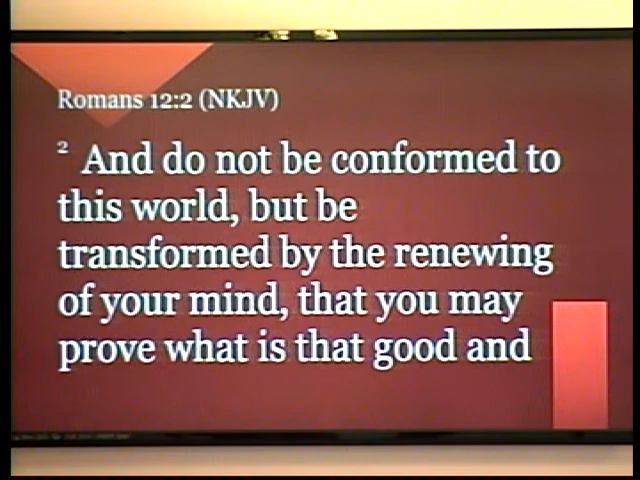 Romans 12:2 (NKJV)
2 And do not be conformed to
this world, but be
transformed by the renewing
of your mind, that you may
prove what is that good and